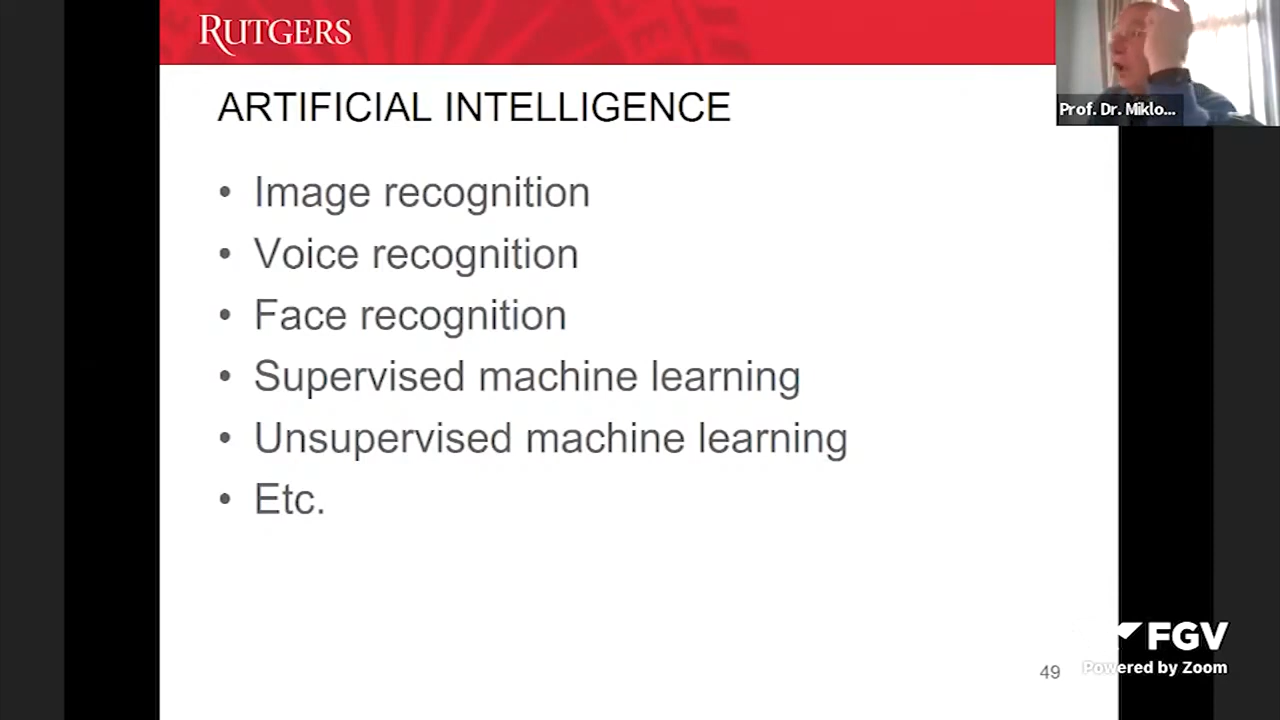 RUTGERS
Prof. Dr. Miklo...
ARTIFICIAL INTELLIGENCE
• Image recognition
• Voice recognition
• Face recognition
• Supervised machine learning
• Unsupervised machine learning
• Etc.
FGV
49
Powered by Zoom